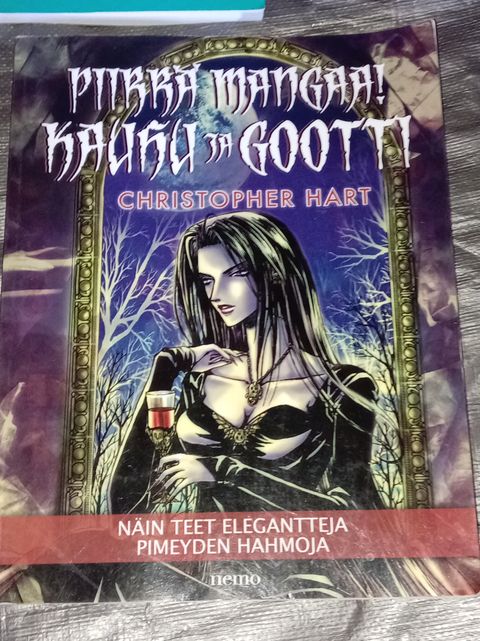 PIIRRÄ MANGAA!
KAUHU JA GOOTTI
CHRISTOPHER HART
NÄIN TEET ELEGANTTEJA
PIMEYDEN HAHMOJA
nemo